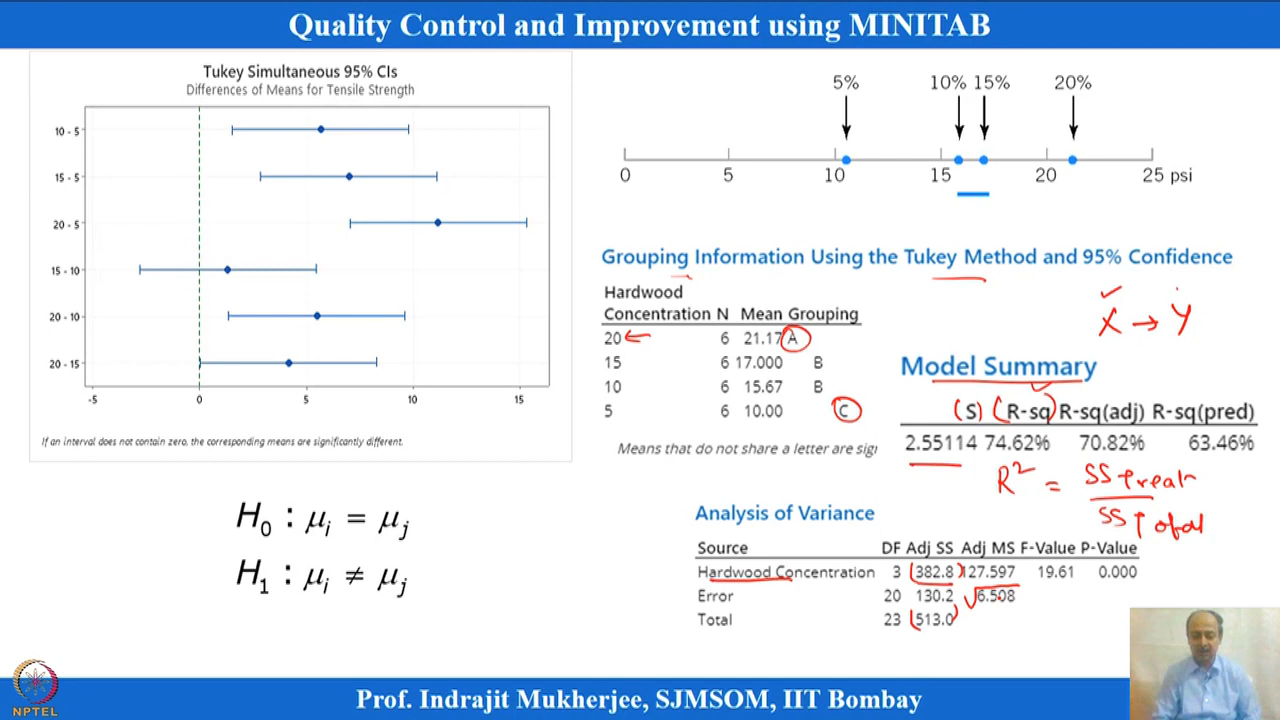 Quality Control and Improvement using MINITAB
Tukey Simultaneous 95% CIs
Differences of Means for Tensile Strength
10 - 5
15 - 5
20 - 5
15 - 10
20 - 10
20 - 15
-5 0 5 10 15
If an interval does not contain zero, the corresponding means are significantly different.
H0 : μi = μj
H1 : μi ≠ μj
5% 10% 15% 20%
0 5 10 15 20 25 psi
Grouping Information Using the Tukey Method and 95% Confidence
Hardwood
Concentration N Mean Grouping
20 6 21.17 A
15 6 17.000 B
10 6 15.67 B
5 6 10.00 C
Means that do not share a letter are
X → Y
Model Summary
(S) (R-sq) R-sq(adj) R-sq(pred)
2.55114 74.62% 70.82% 63.46%
R² = SS Treat
SS Total
Analysis of Variance
Source DF Adj SS Adj MS F-Value P-Value
Hardwood Concentration 3 (382.8) 127.597 19.61 0.000
Error 20 130.2 √6.508
Total 23 (513.0)
NPTEL
Prof. Indrajit Mukherjee, SJMSOM, IIT Bombay